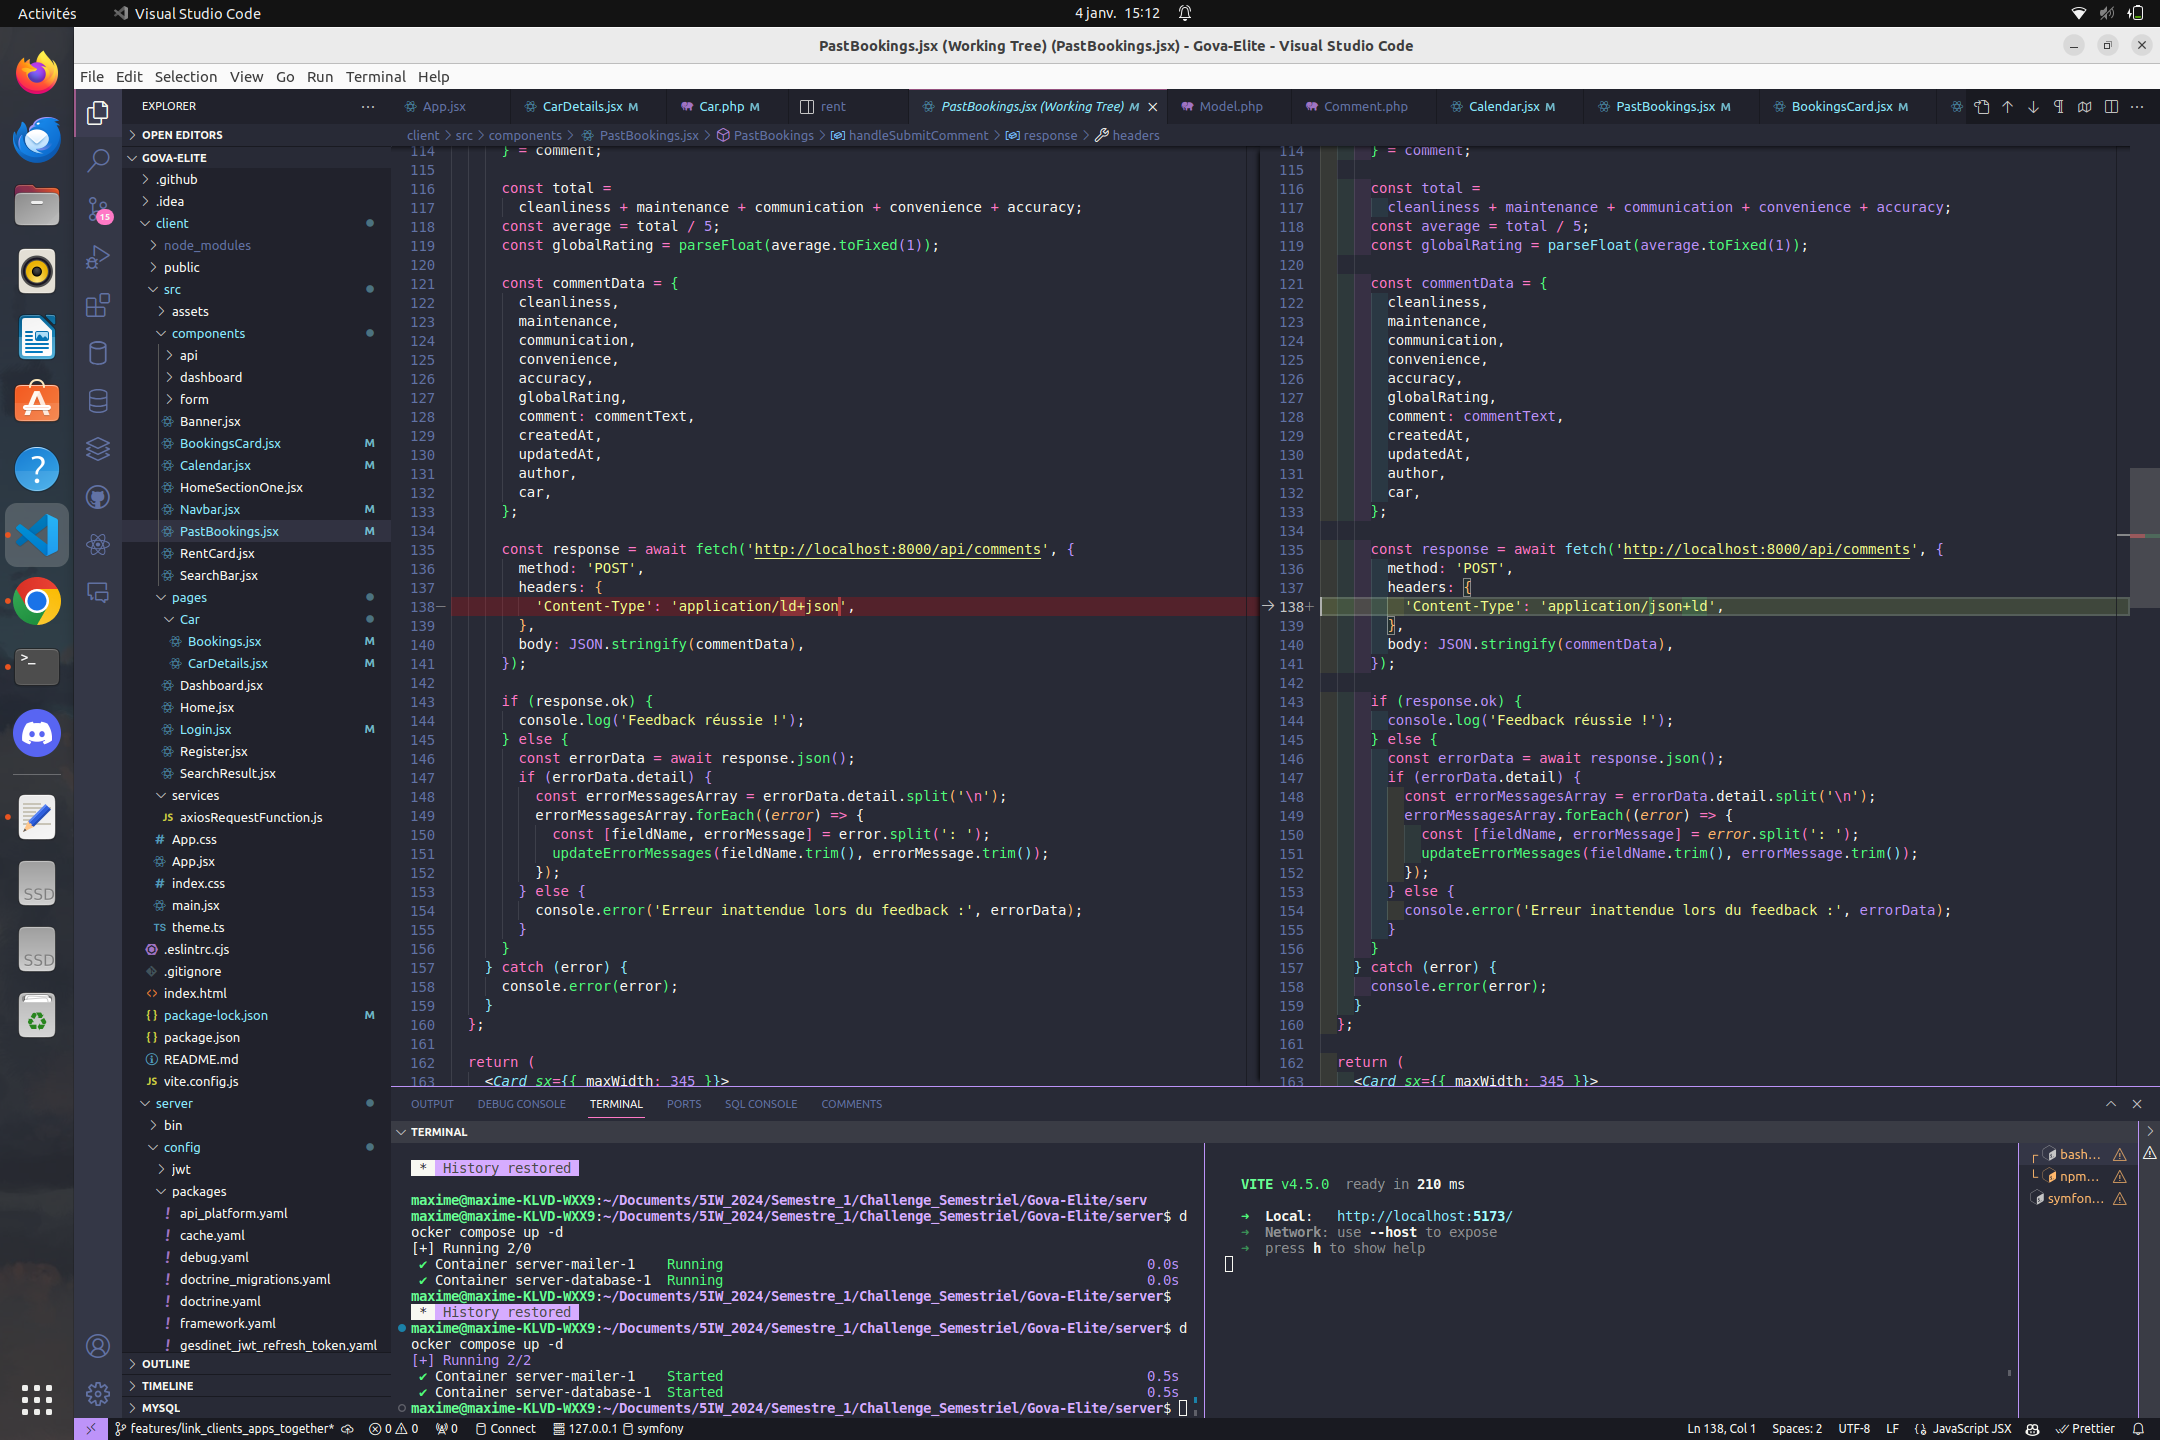 Activités
Visual Studio Code
4 janv. 15:12
PastBookings.jsx (Working Tree) (PastBookings.jsx) - Gova-Elite - Visual Studio Code
File Edit Selection View Go Run Terminal Help
EXPLORER
App.jsx
CarDetails.jsx M
Car.php M
rent
PastBookings.jsx (Working Tree) M
Model.php
Comment.php
Calendar.jsx M
PastBookings.jsx M
BookingsCard.jsx M
client > src > components > PastBookings.jsx > PastBookings > handleSubmitComment > response > headers
15
OPEN EDITORS
GOVA-ELITE
.github
.idea
client
node_modules
public
src
assets
components
api
dashboard
form
Banner.jsx
BookingsCard.jsx M
Calendar.jsx M
HomeSectionOne.jsx
Navbar.jsx M
PastBookings.jsx M
RentCard.jsx
SearchBar.jsx
pages
Car
Bookings.jsx M
CarDetails.jsx M
Dashboard.jsx
Home.jsx
Login.jsx M
Register.jsx
SearchResult.jsx
services
JS axiosRequestFunction.js
# App.css
App.jsx
# index.css
main.jsx
TS theme.ts
.eslintrc.cjs
.gitignore
<> index.html
{} package-lock.json M
{} package.json
README.md
JS vite.config.js
server
bin
config
jwt
packages
! api_platform.yaml
! cache.yaml
! debug.yaml
! doctrine_migrations.yaml
! doctrine.yaml
! framework.yaml
! gesdinet_jwt_refresh_token.yaml
OUTLINE
TIMELINE
MYSQL
114 } = comment;
115
116 const total =
117 cleanliness + maintenance + communication + convenience + accuracy;
118 const average = total / 5;
119 const globalRating = parseFloat(average.toFixed(1));
120
121 const commentData = {
122 cleanliness,
123 maintenance,
124 communication,
125 convenience,
126 accuracy,
127 globalRating,
128 comment: commentText,
129 createdAt,
130 updatedAt,
131 author,
132 car,
133 };
134
135 const response = await fetch('http://localhost:8000/api/comments', {
136 method: 'POST',
137 headers: {
138— 'Content-Type': 'application/ld+json',
139 },
140 body: JSON.stringify(commentData),
141 });
142
143 if (response.ok) {
144 console.log('Feedback réussie !');
145 } else {
146 const errorData = await response.json();
147 if (errorData.detail) {
148 const errorMessagesArray = errorData.detail.split('\n');
149 errorMessagesArray.forEach((error) => {
150 const [fieldName, errorMessage] = error.split(': ');
151 updateErrorMessages(fieldName.trim(), errorMessage.trim());
152 });
153 } else {
154 console.error('Erreur inattendue lors du feedback :', errorData);
155 }
156 }
157 } catch (error) {
158 console.error(error);
159 }
160 };
161
162 return (
163 <Card sx={{ maxWidth: 345 }}>
114 } = comment;
115
116 const total =
117 cleanliness + maintenance + communication + convenience + accuracy;
118 const average = total / 5;
119 const globalRating = parseFloat(average.toFixed(1));
120
121 const commentData = {
122 cleanliness,
123 maintenance,
124 communication,
125 convenience,
126 accuracy,
127 globalRating,
128 comment: commentText,
129 createdAt,
130 updatedAt,
131 author,
132 car,
133 };
134
135 const response = await fetch('http://localhost:8000/api/comments', {
136 method: 'POST',
137 headers: {
138+ 'Content-Type': 'application/json+ld',
139 },
140 body: JSON.stringify(commentData),
141 });
142
143 if (response.ok) {
144 console.log('Feedback réussie !');
145 } else {
146 const errorData = await response.json();
147 if (errorData.detail) {
148 const errorMessagesArray = errorData.detail.split('\n');
149 errorMessagesArray.forEach((error) => {
150 const [fieldName, errorMessage] = error.split(': ');
151 updateErrorMessages(fieldName.trim(), errorMessage.trim());
152 });
153 } else {
154 console.error('Erreur inattendue lors du feedback :', errorData);
155 }
156 }
157 } catch (error) {
158 console.error(error);
159 }
160 };
161
162 return (
163 <Card sx={{ maxWidth: 345 }}>
OUTPUT DEBUG CONSOLE TERMINAL PORTS SQL CONSOLE COMMENTS
TERMINAL
* History restored
maxime@maxime-KLVD-WXX9:~/Documents/5IW_2024/Semestre_1/Challenge_Semestriel/Gova-Elite/serv
maxime@maxime-KLVD-WXX9:~/Documents/5IW_2024/Semestre_1/Challenge_Semestriel/Gova-Elite/server$ d
ocker compose up -d
[+] Running 2/0
✔ Container server-mailer-1 Running 0.0s
✔ Container server-database-1 Running 0.0s
maxime@maxime-KLVD-WXX9:~/Documents/5IW_2024/Semestre_1/Challenge_Semestriel/Gova-Elite/server$
* History restored
maxime@maxime-KLVD-WXX9:~/Documents/5IW_2024/Semestre_1/Challenge_Semestriel/Gova-Elite/server$ d
ocker compose up -d
[+] Running 2/2
✔ Container server-mailer-1 Started 0.5s
✔ Container server-database-1 Started 0.5s
maxime@maxime-KLVD-WXX9:~/Documents/5IW_2024/Semestre_1/Challenge_Semestriel/Gova-Elite/server$
VITE v4.5.0 ready in 210 ms
➜ Local: http://localhost:5173/
➜ Network: use --host to expose
➜ press h to show help
bash...
npm...
symfon...
SSD
SSD
features/link_clients_apps_together* 0 0 0 Connect 127.0.0.1 symfony
Ln 138, Col 1 Spaces: 2 UTF-8 LF {} JavaScript JSX Prettier